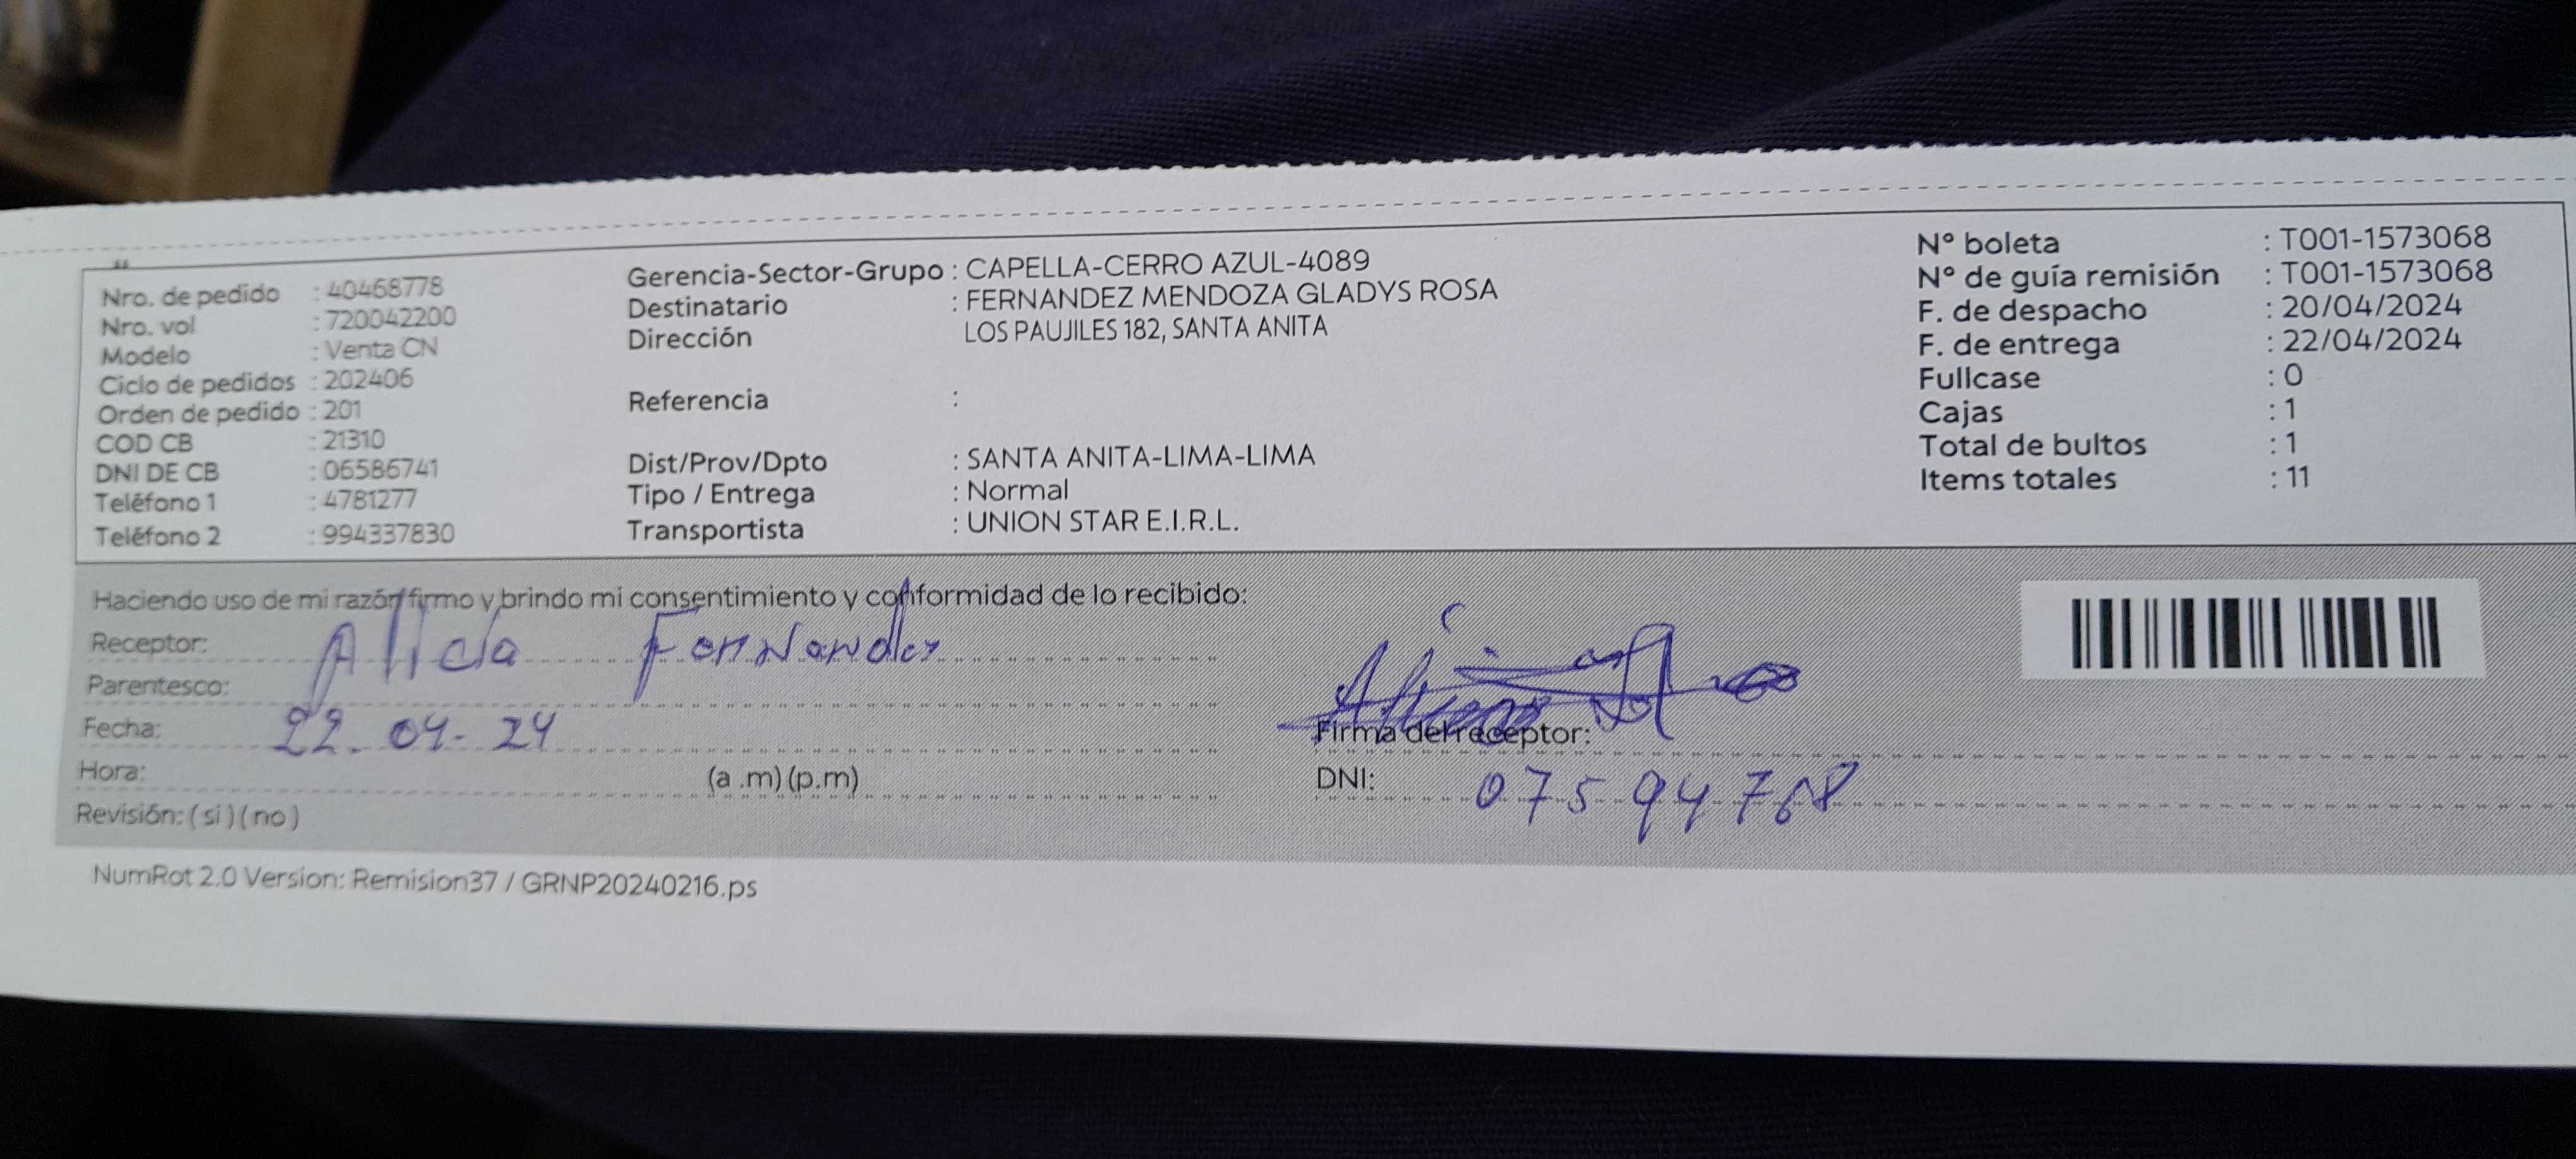 Nro. de pedido : 40468778
Nro. vol : 720042200
Modelo : Venta CN
Ciclo de pedidos : 202406
Orden de pedido : 201
COD CB : 21310
DNI DE CB : 06586741
Teléfono 1 : 4781277
Teléfono 2 : 994337830
Gerencia-Sector-Grupo : CAPELLA-CERRO AZUL-4089
Destinatario : FERNANDEZ MENDOZA GLADYS ROSA
Dirección LOS PAUJILES 182, SANTA ANITA
Referencia :
Dist/Prov/Dpto : SANTA ANITA-LIMA-LIMA
Tipo / Entrega : Normal
Transportista : UNION STAR E.I.R.L.
N° boleta : T001-1573068
N° de guía remisión : T001-1573068
F. de despacho : 20/04/2024
F. de entrega : 22/04/2024
Fullcase : 0
Cajas : 1
Total de bultos : 1
Items totales : 11
Haciendo uso de mi razón firmo y brindo mi consentimiento y conformidad de lo recibido:
Receptor: Alicia Fernandez
Parentesco:
Fecha: 22-04-24
Hora: (a .m) (p.m)
Revisión: ( si ) ( no )
Firma del receptor:
DNI: 07594768
NumRot 2.0 Version: Remision37 / GRNP20240216.ps